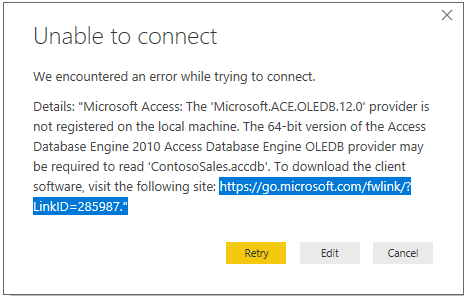 Unable to connect
We encountered an error while trying to connect.
Details: "Microsoft Access: The 'Microsoft.ACE.OLEDB.12.0' provider is
not registered on the local machine. The 64-bit version of the Access
Database Engine 2010 Access Database Engine OLEDB provider may
be required to read 'ContosoSales.accdb'. To download the client
software, visit the following site: https://go.microsoft.com/fwlink/?
LinkID=285987."
Retry Edit Cancel